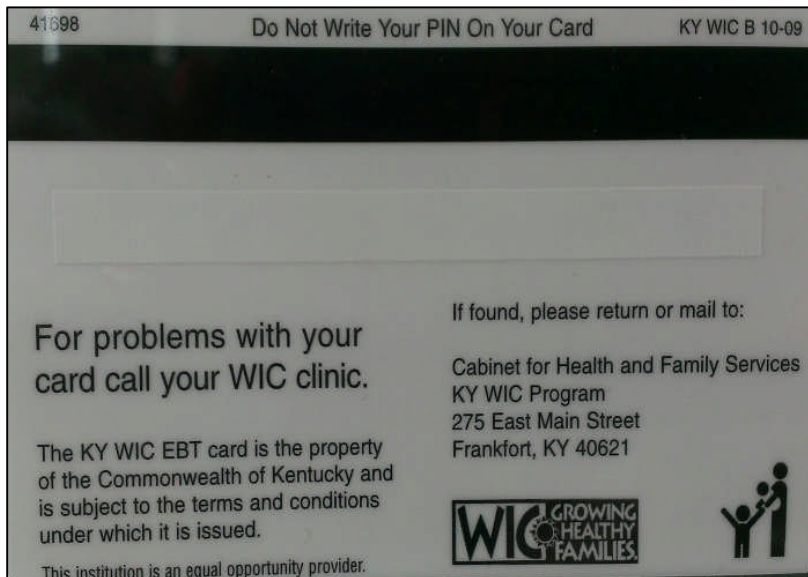 41698 Do Not Write Your PIN On Your Card KY WIC B 10-09
For problems with your
card call your WIC clinic.
The KY WIC EBT card is the property
of the Commonwealth of Kentucky and
is subject to the terms and conditions
under which it is issued.
This institution is an equal opportunity provider.
If found, please return or mail to:
Cabinet for Health and Family Services
KY WIC Program
275 East Main Street
Frankfort, KY 40621
WIC GROWING
HEALTHY
FAMILIES